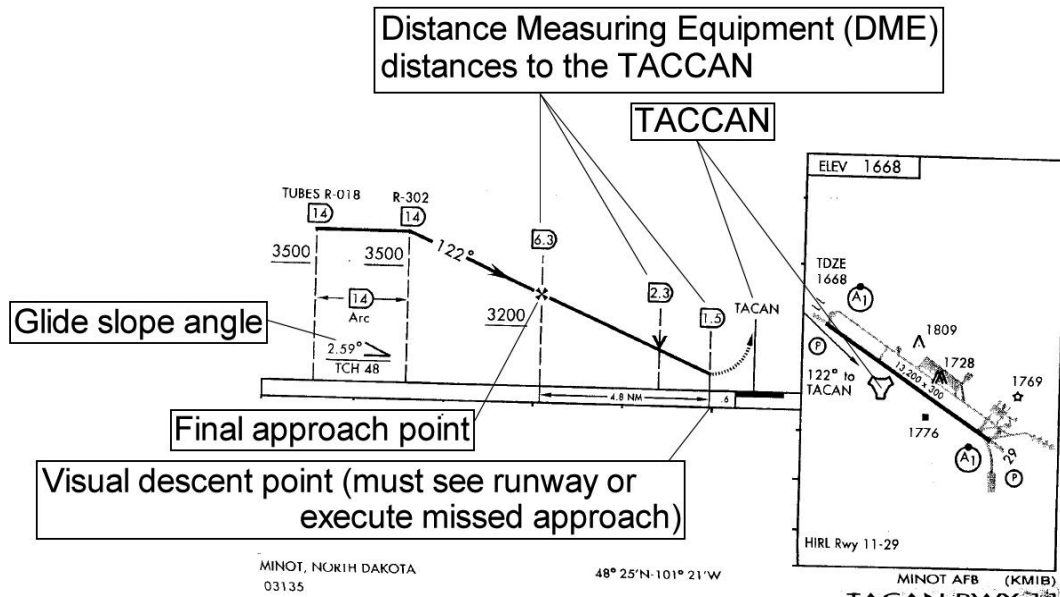 Distance Measuring Equipment (DME)
distances to the TACCAN
TACCAN
ELEV 1668
TUBES R-018
R-302
14
14
6.3
122°
3500
3500
2.3
1.5
TACAN
14
Arc
3200
Glide slope angle
2.59°
TCH 48
4.8 NM
.6
Final approach point
Visual descent point (must see runway or
execute missed approach)
TDZE
1668
A1
1809
P
1728
13,200 x 300
1769
122° to
TACAN
1776
A1
29
P
HIRL Rwy 11-29
MINOT, NORTH DAKOTA
03135
48° 25'N-101° 21'W
MINOT AFB (KMIB)
TACAN RWY